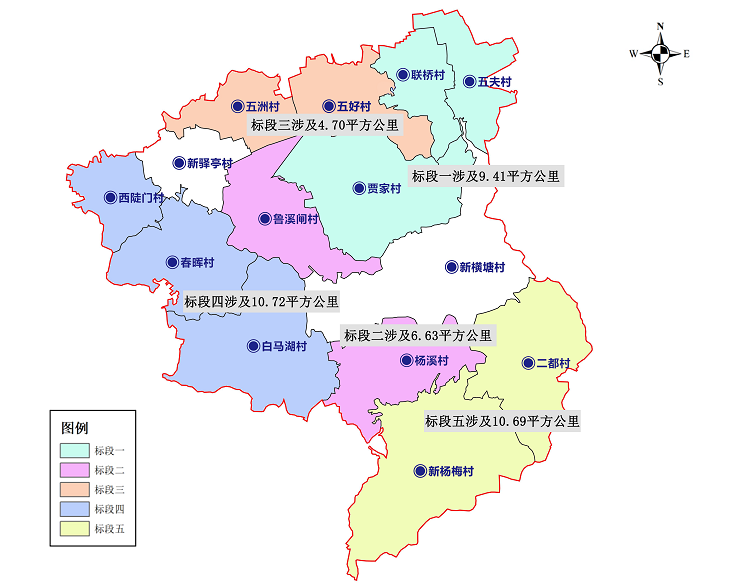 N
W
E
S
联桥村
五夫村
五洲村
五好村
标段三涉及4.70平方公里
新驿亭村
标段一涉及9.41平方公里
贾家村
西陡门村
鲁溪闸村
春晖村
新横塘村
标段四涉及10.72平方公里
标段二涉及6.63平方公里
白马湖村
杨溪村
二都村
标段五涉及10.69平方公里
新杨梅村
图例
标段一
标段二
标段三
标段四
标段五